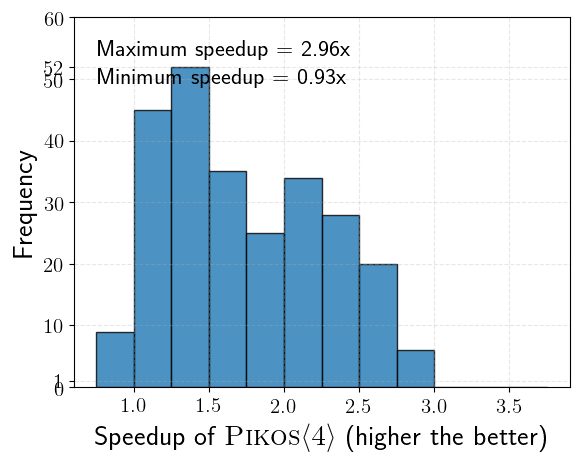 60
Maximum speedup = 2.96x
52
50
Minimum speedup = 0.93x
40
30
20
10
1
0
Frequency
1.0 1.5 2.0 2.5 3.0 3.5
Speedup of PIKOS⟨4⟩ (higher the better)